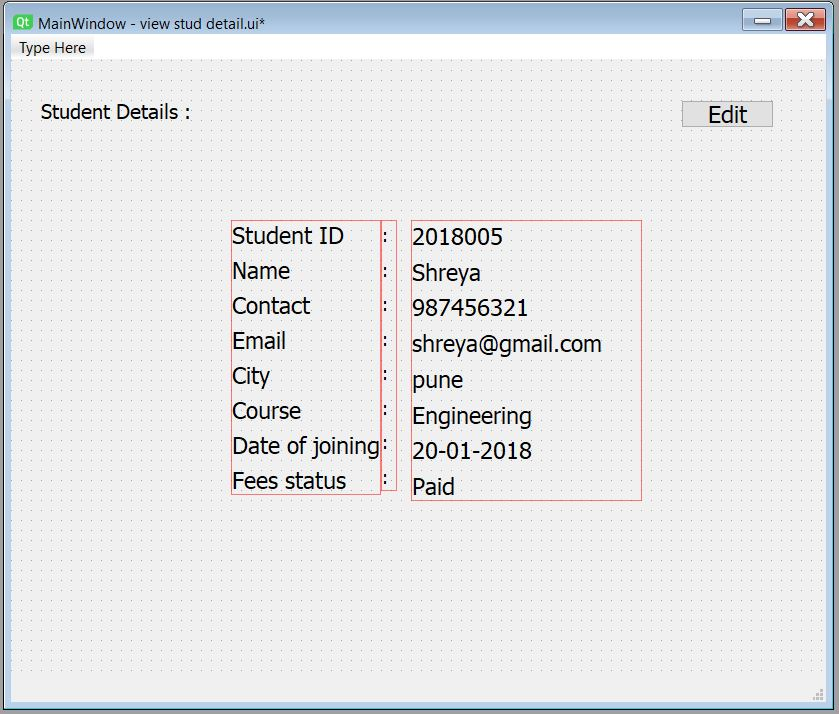 Qt MainWindow - view stud detail.ui*
Type Here
Student Details : Edit
Student ID : 2018005
Name : Shreya
Contact : 987456321
Email : shreya@gmail.com
City : pune
Course : Engineering
Date of joining : 20-01-2018
Fees status : Paid